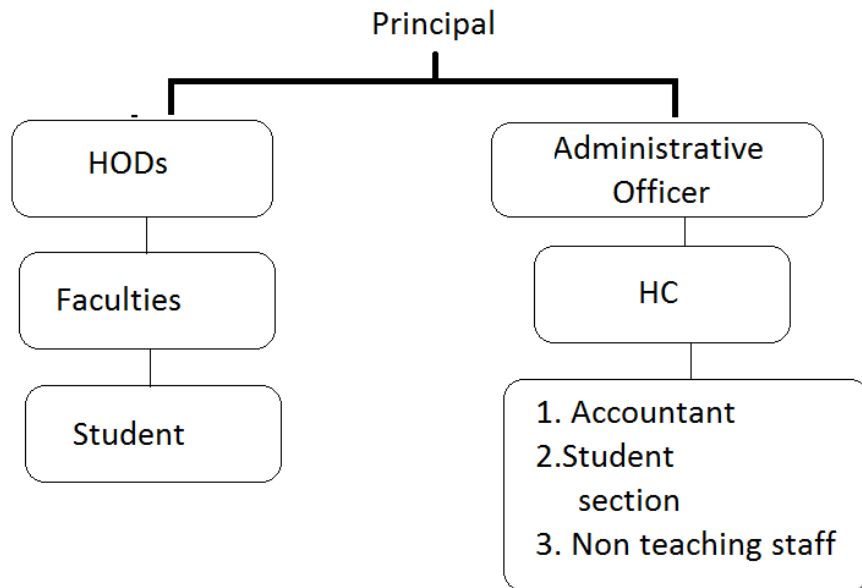 Principal
HODs
Administrative
Officer
Faculties
HC
Student
1. Accountant
2.Student
section
3. Non teaching staff